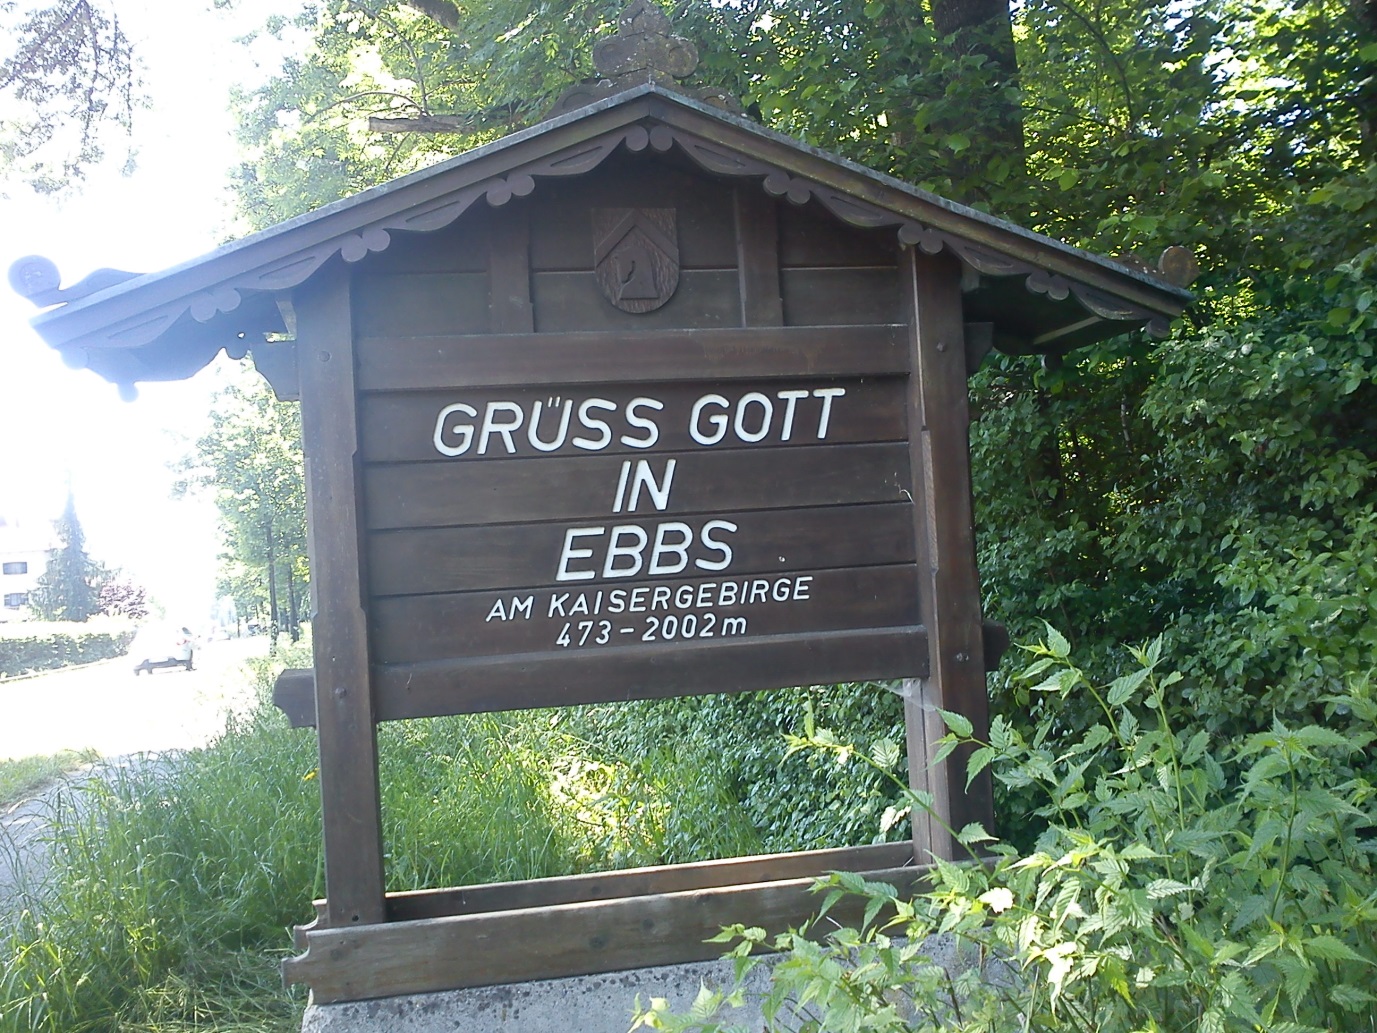 GRÜSS GOTT
IN
EBBS
AM KAISERGEBIRGE
473-2002m